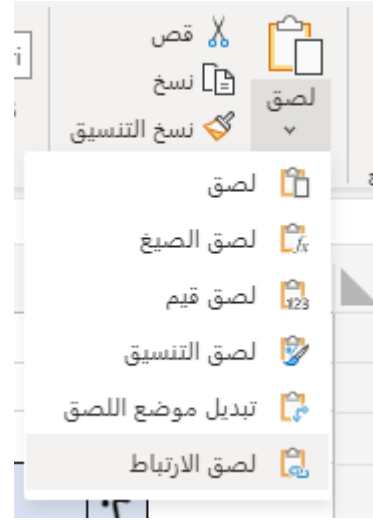 قص
نسخ
لصق
نسخ التنسيق
لصق
لصق الصيغ
لصق قيم
لصق التنسيق
تبديل موضع اللصق
لصق الارتباط